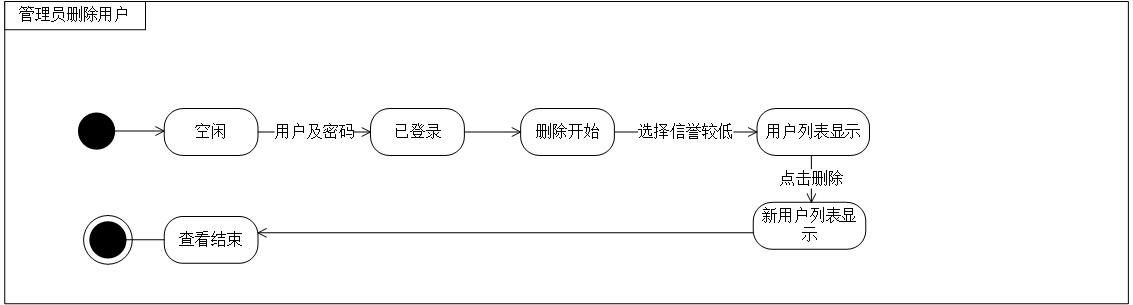 管理员删除用户
空闲
用户及密码
已登录
删除开始
选择信誉较低
用户列表显示
点击删除
新用户列表显
示
查看结束